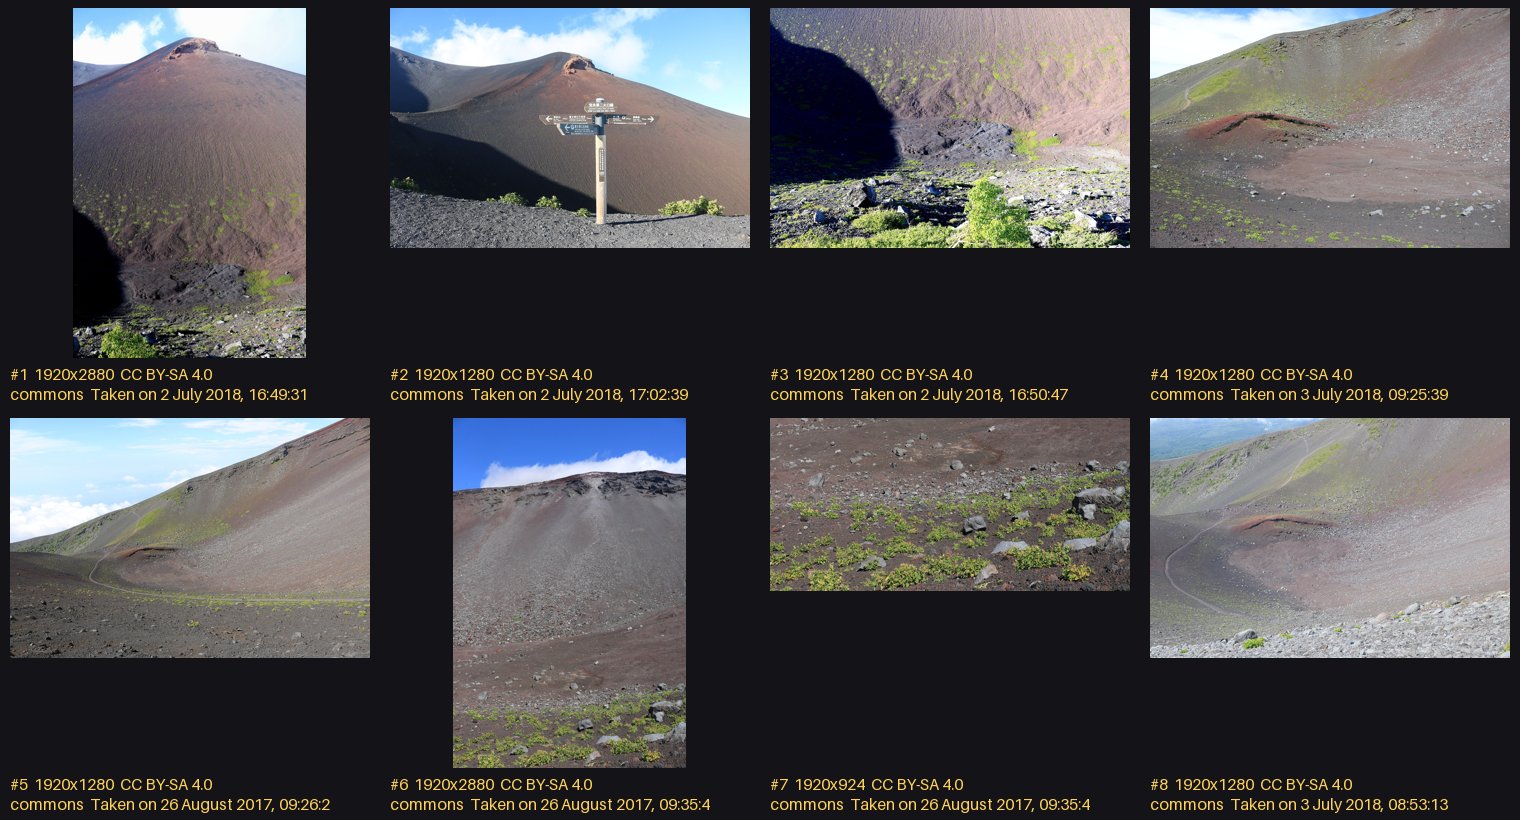 #1 1920x2880 CC BY-SA 4.0
commons Taken on 2 July 2018, 16:49:31
#2 1920x1280 CC BY-SA 4.0
commons Taken on 2 July 2018, 17:02:39
#3 1920x1280 CC BY-SA 4.0
commons Taken on 2 July 2018, 16:50:47
#4 1920x1280 CC BY-SA 4.0
commons Taken on 3 July 2018, 09:25:39
#5 1920x1280 CC BY-SA 4.0
commons Taken on 26 August 2017, 09:26:2
#6 1920x2880 CC BY-SA 4.0
commons Taken on 26 August 2017, 09:35:4
#7 1920x924 CC BY-SA 4.0
commons Taken on 26 August 2017, 09:35:4
#8 1920x1280 CC BY-SA 4.0
commons Taken on 3 July 2018, 08:53:13